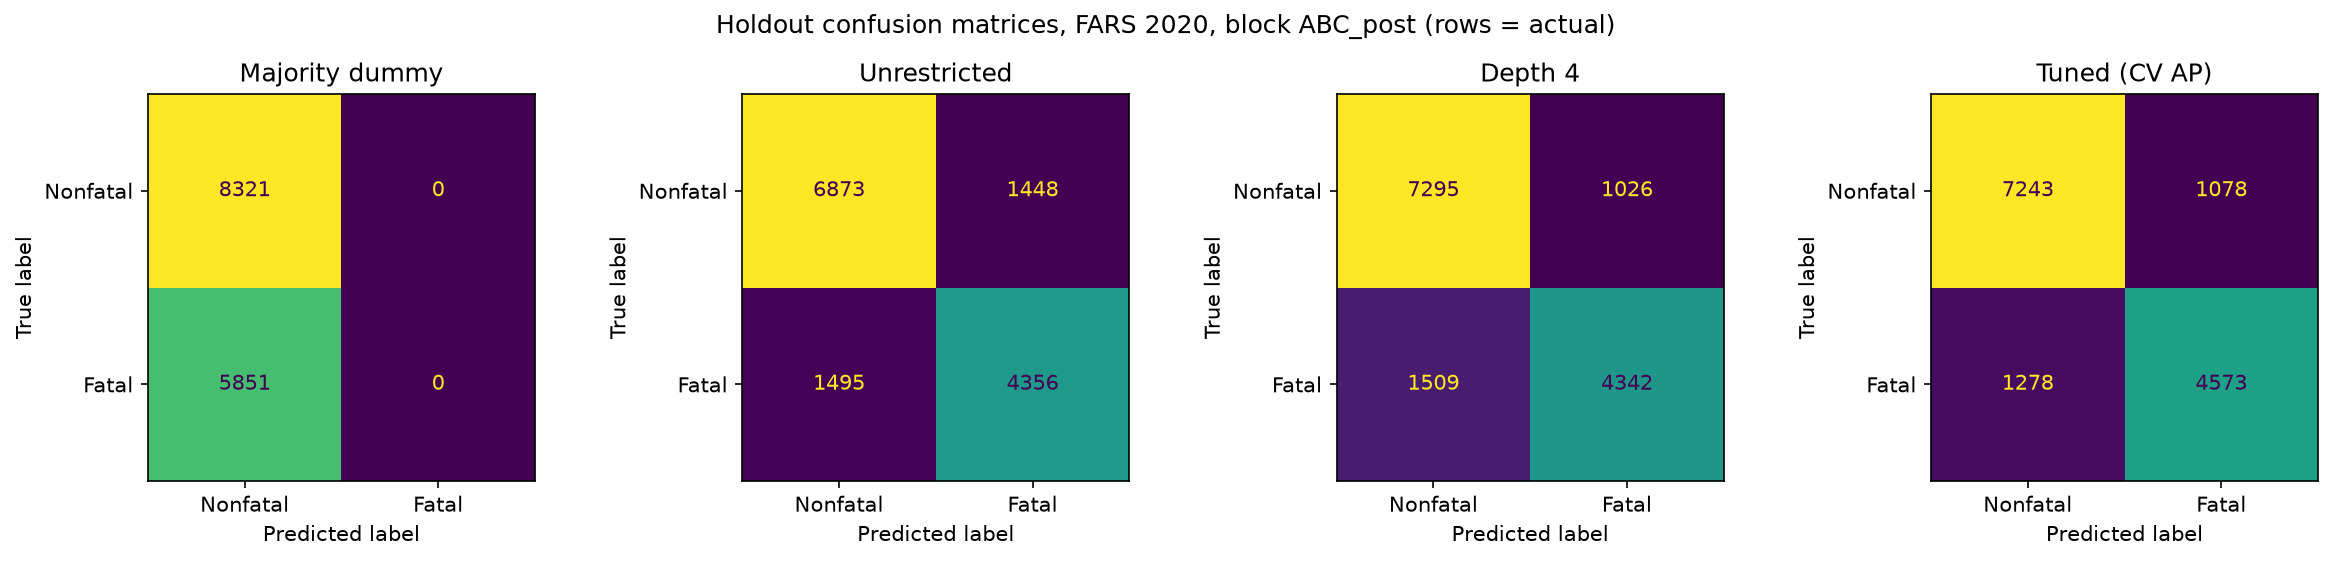 Holdout confusion matrices, FARS 2020, block ABC_post (rows = actual)
Majority dummy
True label
Nonfatal
8321
0
Fatal
5851
0
Nonfatal
Fatal
Predicted label
Unrestricted
True label
Nonfatal
6873
1448
Fatal
1495
4356
Nonfatal
Fatal
Predicted label
Depth 4
True label
Nonfatal
7295
1026
Fatal
1509
4342
Nonfatal
Fatal
Predicted label
Tuned (CV AP)
True label
Nonfatal
7243
1078
Fatal
1278
4573
Nonfatal
Fatal
Predicted label